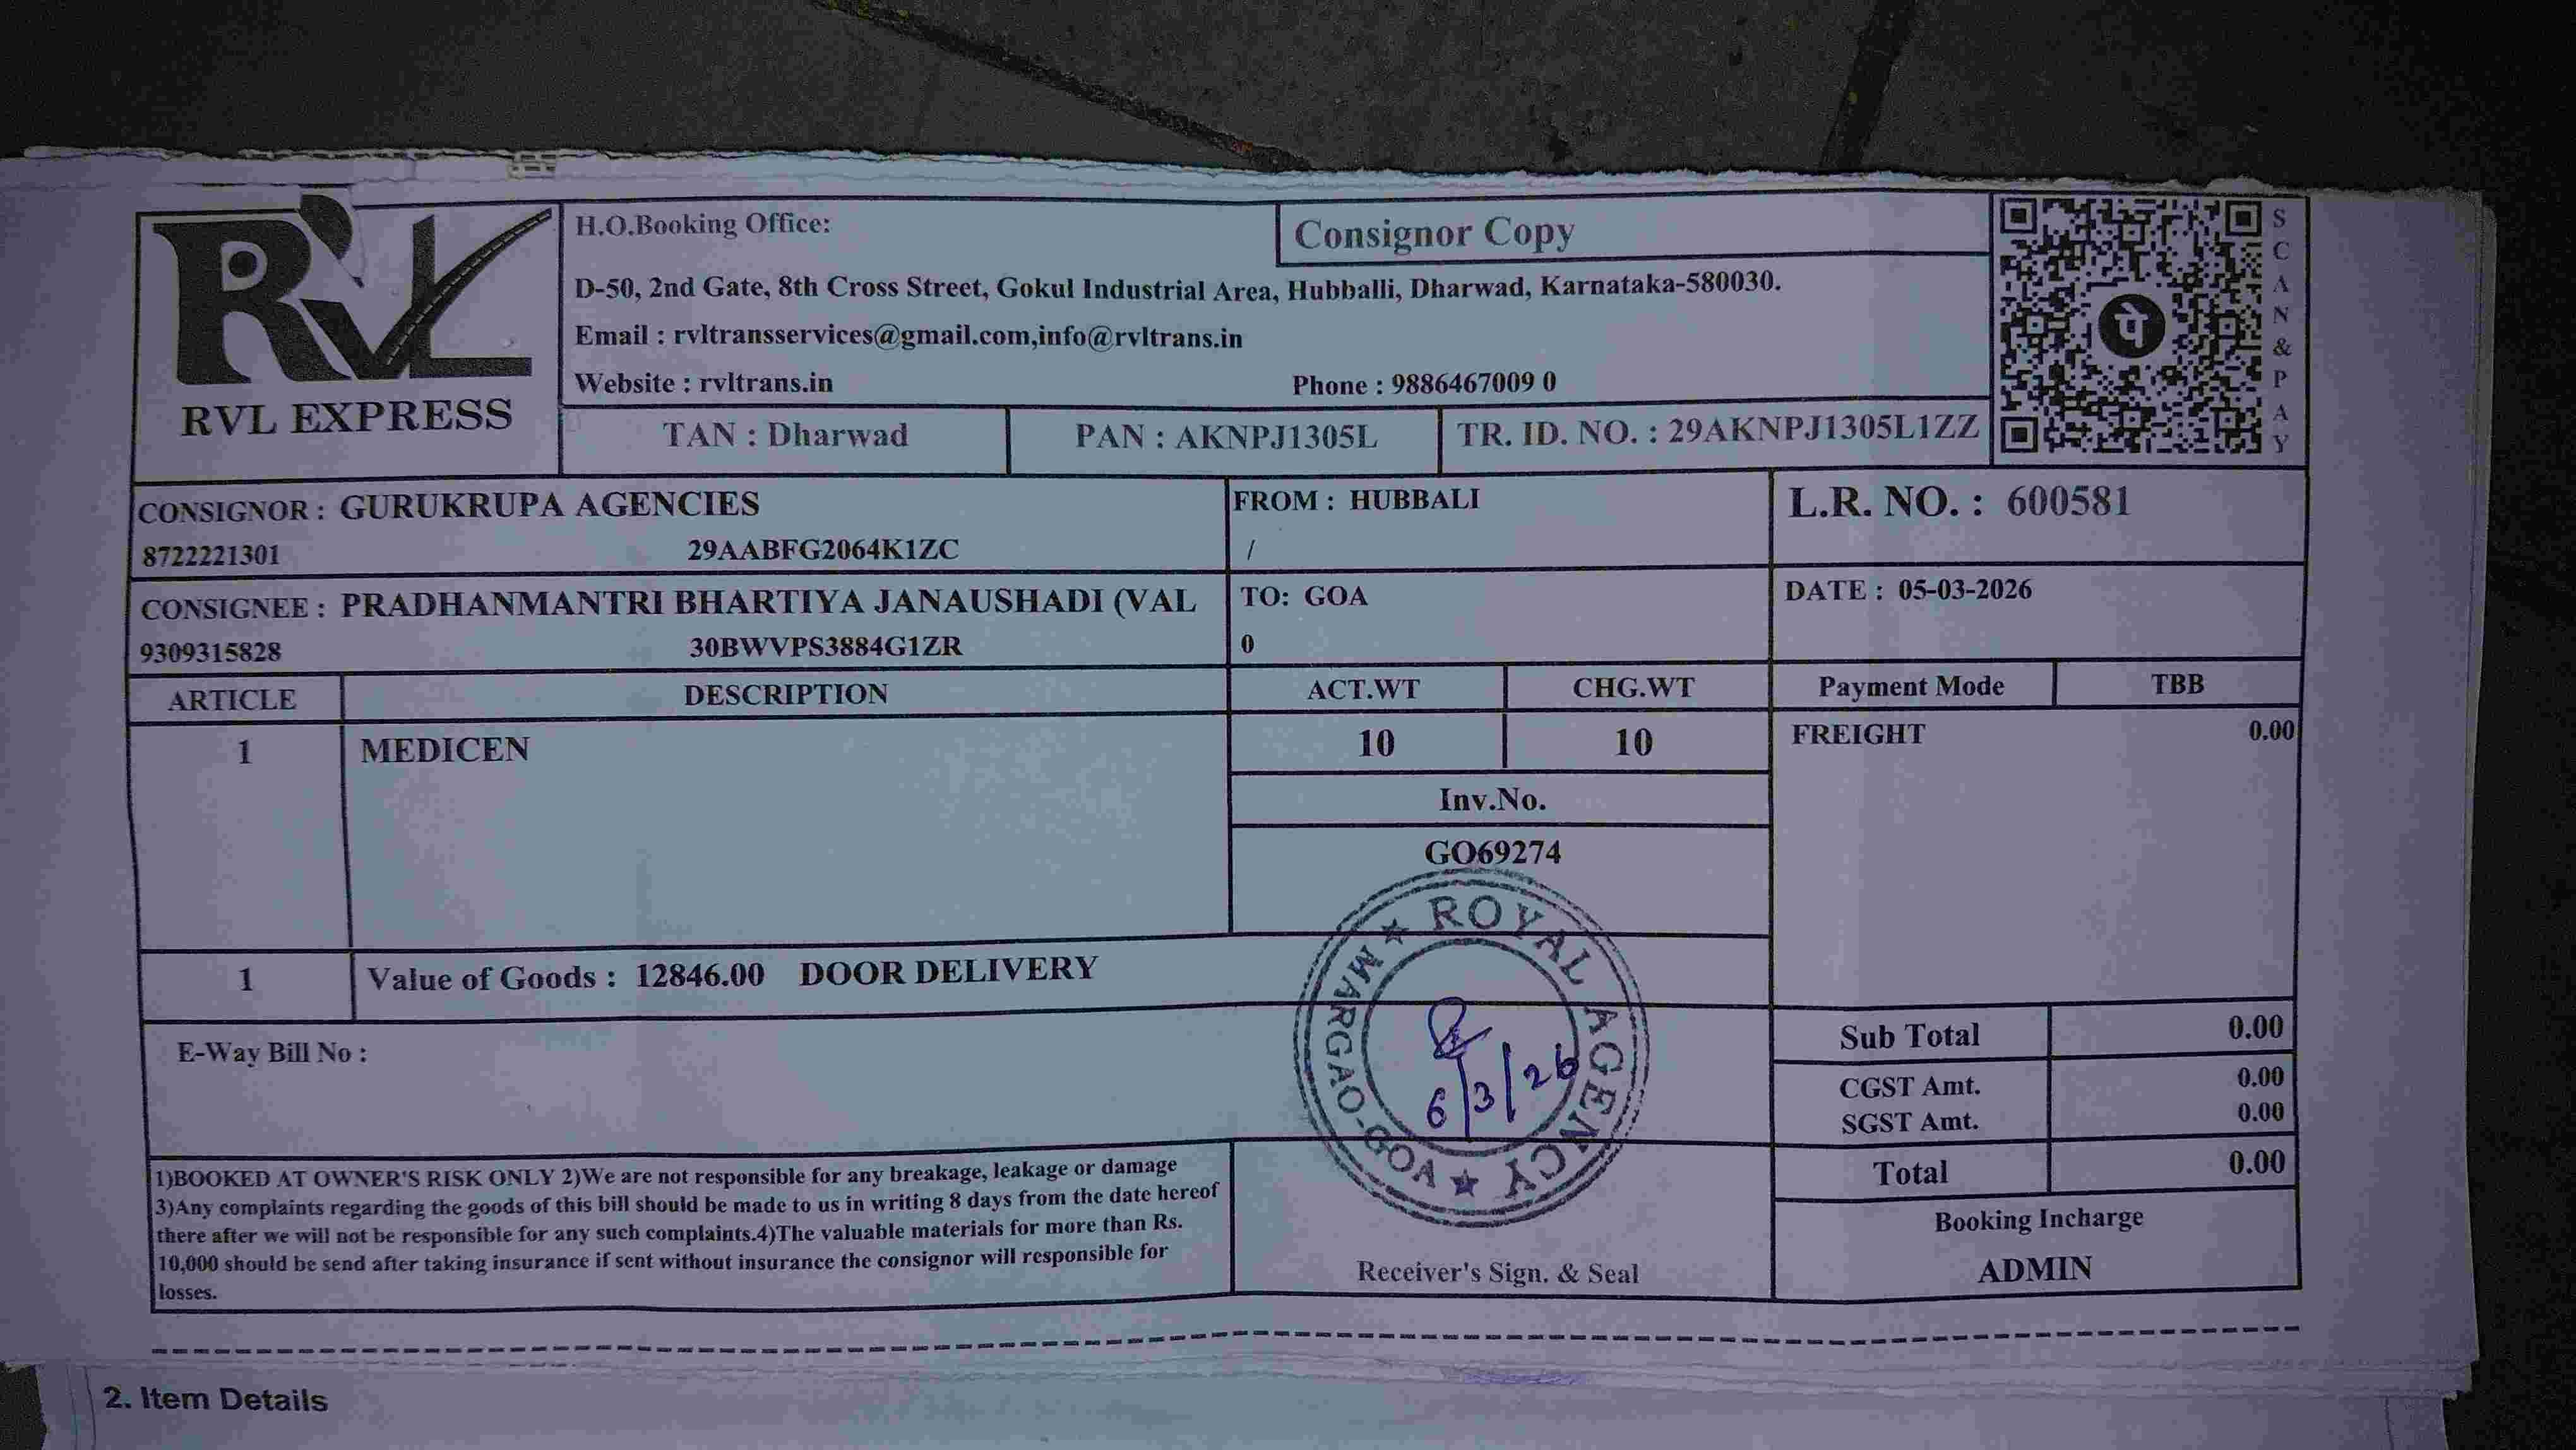 RVL
RVL EXPRESS
H.O.Booking Office:
Consignor Copy
D-50, 2nd Gate, 8th Cross Street, Gokul Industrial Area, Hubballi, Dharwad, Karnataka-580030.
Email : rvltransservices@gmail.com,info@rvltrans.in
Website : rvltrans.in Phone : 9886467009 0
TAN : Dharwad PAN : AKNPJ1305L TR. ID. NO. : 29AKNPJ1305L1ZZ
पे
SCAN&PAY
CONSIGNOR : GURUKRUPA AGENCIES
8722221301 29AABFG2064K1ZC
FROM : HUBBALI
/
L.R. NO. : 600581
CONSIGNEE : PRADHANMANTRI BHARTIYA JANAUSHADI (VAL
9309315828 30BWVPS3884G1ZR
TO: GOA
0
DATE : 05-03-2026
ARTICLE DESCRIPTION ACT.WT CHG.WT Payment Mode TBB
1 MEDICEN 10 10 FREIGHT 0.00
Inv.No.
GO69274
1 Value of Goods : 12846.00 DOOR DELIVERY
E-Way Bill No :
ROYAL AGENCY
MARGAO-GOA
6/3/26
Sub Total 0.00
CGST Amt. 0.00
SGST Amt. 0.00
Total 0.00
1)BOOKED AT OWNER'S RISK ONLY 2)We are not responsible for any breakage, leakage or damage
3)Any complaints regarding the goods of this bill should be made to us in writing 8 days from the date hereof
there after we will not be responsible for any such complaints.4)The valuable materials for more than Rs.
10,000 should be send after taking insurance if sent without insurance the consignor will responsible for
losses.
Receiver's Sign. & Seal
Booking Incharge
ADMIN
2. Item Details